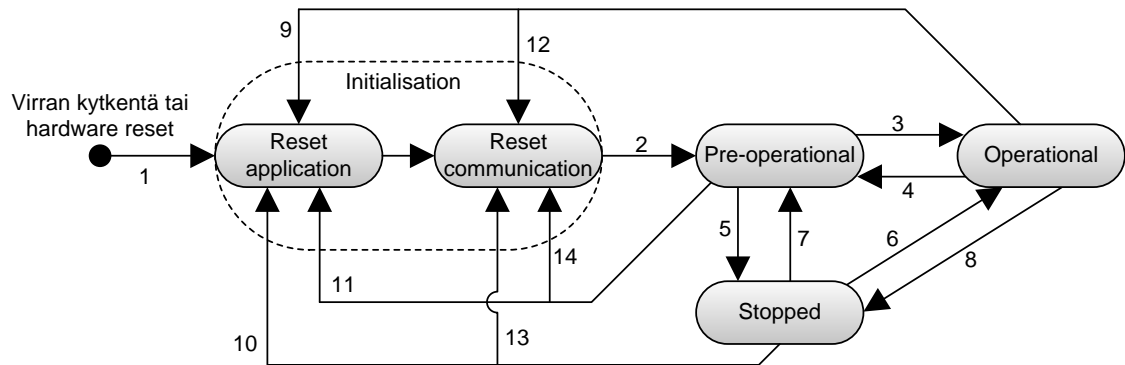 9
12
Initialisation
Virran kytkentä tai
hardware reset
1
Reset
application
Reset
communication
2
Pre-operational
3
Operational
4
5
7
6
8
11
14
Stopped
10
13